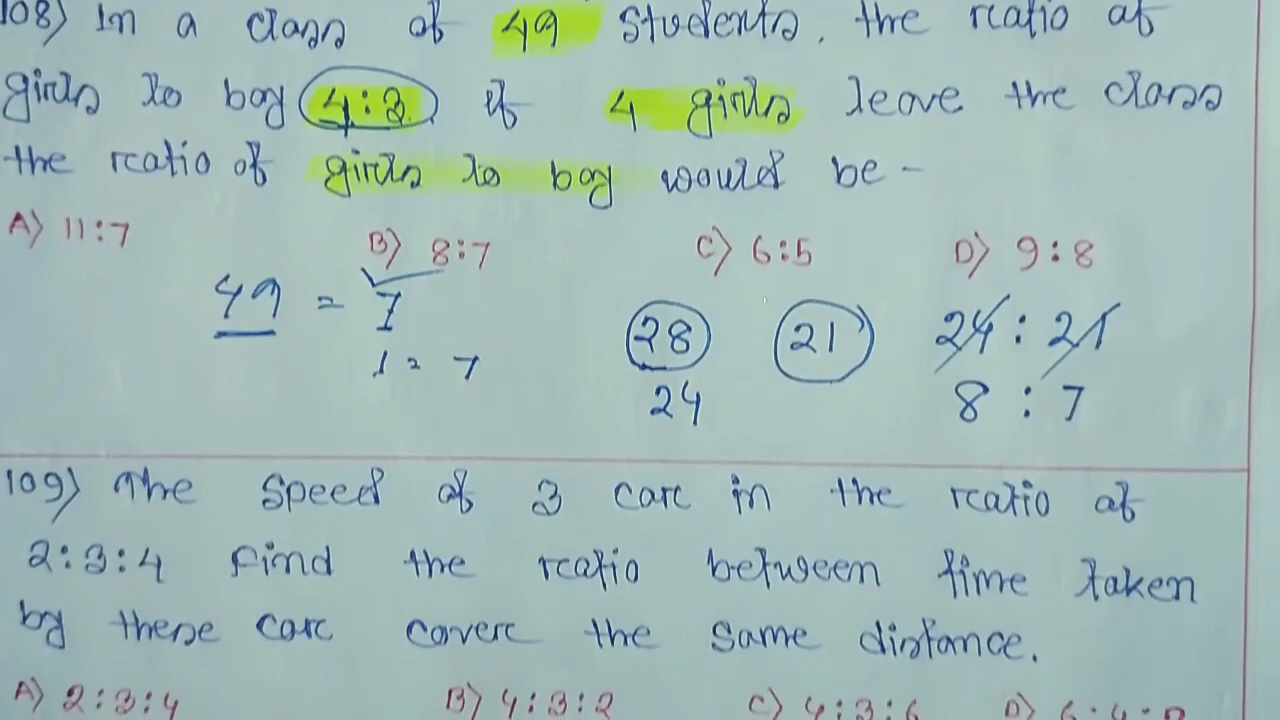 108) In a class of 49 students, the ratio of
girls to boy 4:3 if 4 girls leave the class
the ratio of girls to boy would be -
A) 11:7 B) 8:7 C) 6:5 D) 9:8
49 = 7 28 21 24 : 21
1 = 7 24 8 : 7
109) The speed of 3 car in the ratio of
2:3:4 Find the ratio between time taken
by these car cover the same distance.
A) 2:3:4 B) 4:3:2 C) 4:3:6 D)